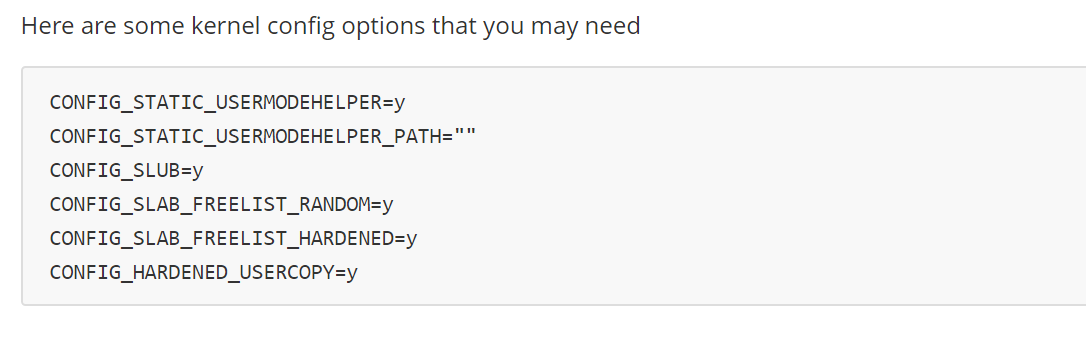 Here are some kernel config options that you may need
CONFIG_STATIC_USERMODEHELPER=y
CONFIG_STATIC_USERMODEHELPER_PATH=""
CONFIG_SLUB=y
CONFIG_SLAB_FREELIST_RANDOM=y
CONFIG_SLAB_FREELIST_HARDENED=y
CONFIG_HARDENED_USERCOPY=y